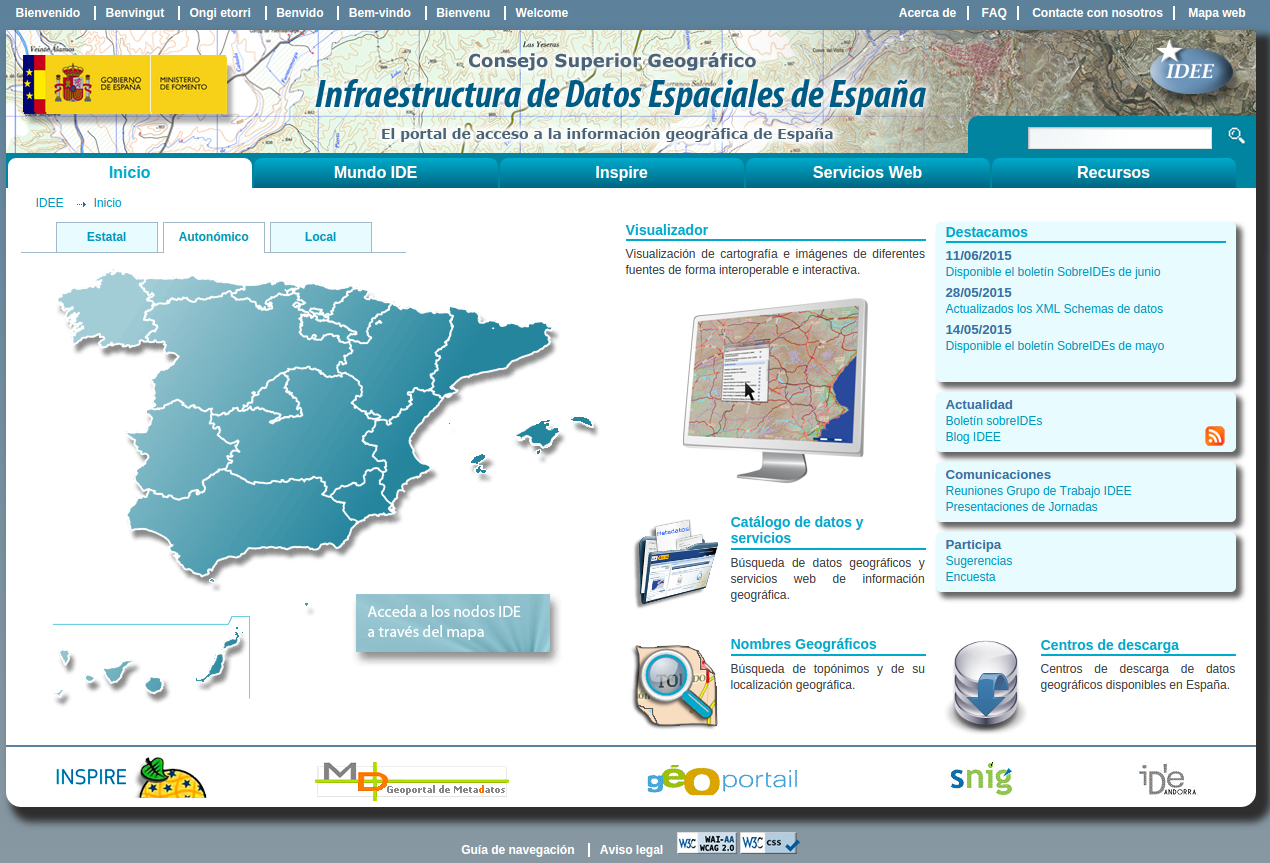 Bienvenido Benvingut Ongi etorri Benvido Bem-vindo Bienvenu Welcome Acerca de FAQ Contacte con nosotros Mapa web
Veinte Alamos
Las Yeseras
GOBIERNO
DE ESPAÑA
MINISTERIO
DE FOMENTO
Consejo Superior Geográfico
Infraestructura de Datos Espaciales de España
El portal de acceso a la información geográfica de España
IDEE
Inicio Mundo IDE Inspire Servicios Web Recursos
IDEE Inicio
Estatal Autonómico Local
Acceda a los nodos IDE
a través del mapa
Visualizador
Visualización de cartografía e imágenes de diferentes
fuentes de forma interoperable e interactiva.
Metadatos
Catálogo de datos y
servicios
Búsqueda de datos geográficos y
servicios web de información
geográfica.
TOI
Nombres Geográficos
Búsqueda de topónimos y de su
localización geográfica.
Destacamos
11/06/2015
Disponible el boletín SobreIDEs de junio
28/05/2015
Actualizados los XML Schemas de datos
14/05/2015
Disponible el boletín SobreIDEs de mayo
Actualidad
Boletín sobreIDEs
Blog IDEE
Comunicaciones
Reuniones Grupo de Trabajo IDEE
Presentaciones de Jornadas
Participa
Sugerencias
Encuesta
Centros de descarga
Centros de descarga de datos
geográficos disponibles en España.
INSPIRE
MD Geoportal de Metadatos
géoportail
snig
iD'e
ANDORRA
Guía de navegación Aviso legal
W3C WAI-AA
WCAG 2.0
W3C css